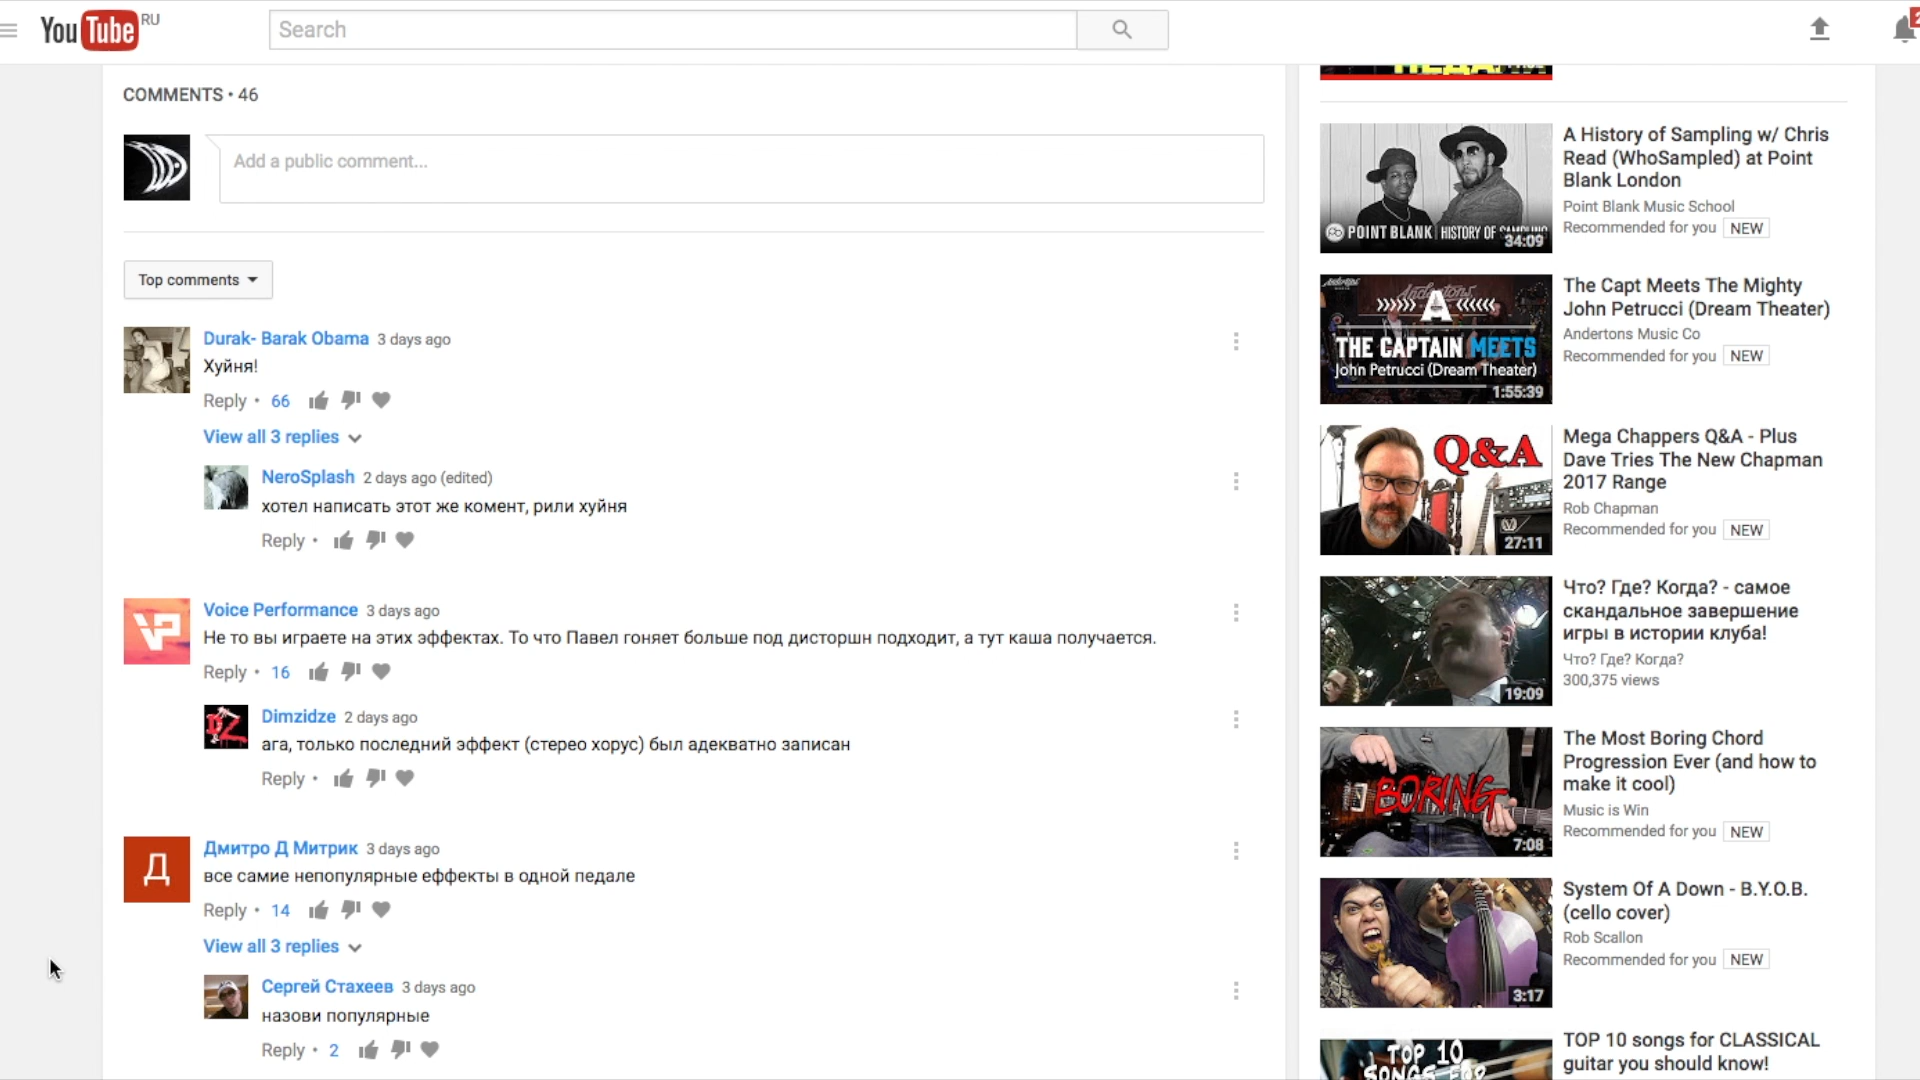 YouTube RU
Search
2
COMMENTS • 46
Add a public comment...
Top comments
Durak- Barak Obama 3 days ago
Хуйня!
Reply • 66
View all 3 replies
NeroSplash 2 days ago (edited)
хотел написать этот же комент, рили хуйня
Reply •
Voice Performance 3 days ago
Не то вы играете на этих эффектах. То что Павел гоняет больше под дисторшн подходит, а тут каша получается.
Reply • 16
Dimzidze 2 days ago
ага, только последний эффект (стерео хорус) был адекватно записан
Reply •
Д
Дмитро Д Митрик 3 days ago
все самие непопулярные еффекты в одной педале
Reply • 14
View all 3 replies
Сергей Стахеев 3 days ago
назови популярные
Reply • 2
POINT BLANK HISTORY OF SAMPLING
34:09
A History of Sampling w/ Chris
Read (WhoSampled) at Point
Blank London
Point Blank Music School
Recommended for you NEW
Andertons
A
THE CAPTAIN MEETS
John Petrucci (Dream Theater)
1:55:39
The Capt Meets The Mighty
John Petrucci (Dream Theater)
Andertons Music Co
Recommended for you NEW
Q&A
27:11
Mega Chappers Q&A - Plus
Dave Tries The New Chapman
2017 Range
Rob Chapman
Recommended for you NEW
19:09
Что? Где? Когда? - самое
скандальное завершение
игры в истории клуба!
Что? Где? Когда?
300,375 views
BORING
7:08
The Most Boring Chord
Progression Ever (and how to
make it cool)
Music is Win
Recommended for you NEW
3:17
System Of A Down - B.Y.O.B.
(cello cover)
Rob Scallon
Recommended for you NEW
TOP 10
SONGS FOR
TOP 10 songs for CLASSICAL
guitar you should know!